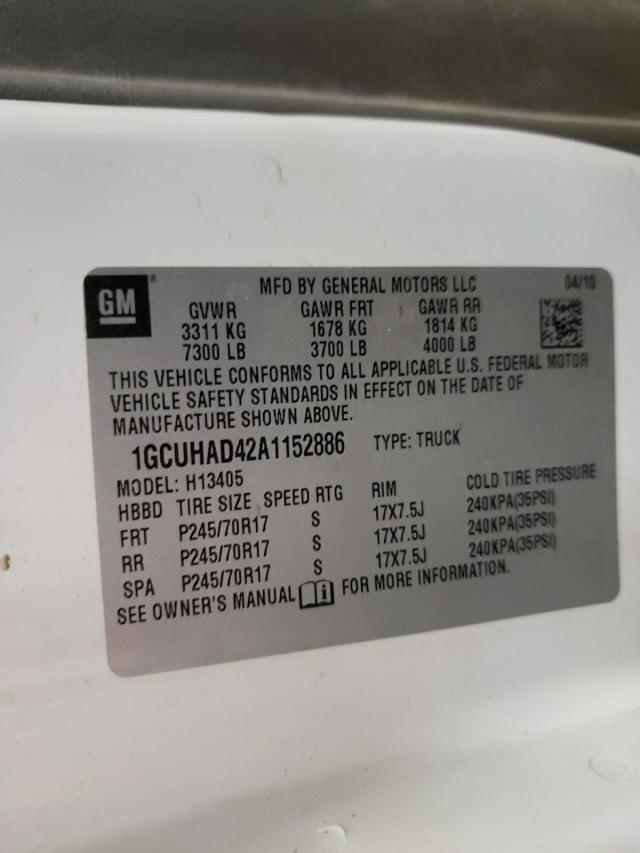 GM
MFD BY GENERAL MOTORS LLC 04/10
GVWR GAWR FRT GAWR RR
3311 KG 1678 KG 1814 KG
7300 LB 3700 LB 4000 LB
THIS VEHICLE CONFORMS TO ALL APPLICABLE U.S. FEDERAL MOTOR
VEHICLE SAFETY STANDARDS IN EFFECT ON THE DATE OF
MANUFACTURE SHOWN ABOVE.
1GCUHAD42A1152886 TYPE: TRUCK
MODEL: H13405
HBBD TIRE SIZE SPEED RTG RIM COLD TIRE PRESSURE
FRT P245/70R17 S 17X7.5J 240KPA(35PSI)
RR P245/70R17 S 17X7.5J 240KPA(35PSI)
SPA P245/70R17 S 17X7.5J 240KPA(35PSI)
SEE OWNER'S MANUAL FOR MORE INFORMATION.